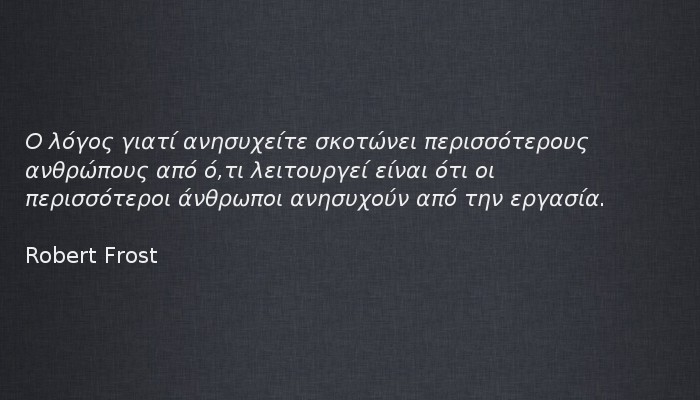 Ο λόγος γιατί ανησυχείτε σκοτώνει περισσότερους
ανθρώπους από ό,τι λειτουργεί είναι ότι οι
περισσότεροι άνθρωποι ανησυχούν από την εργασία.
Robert Frost